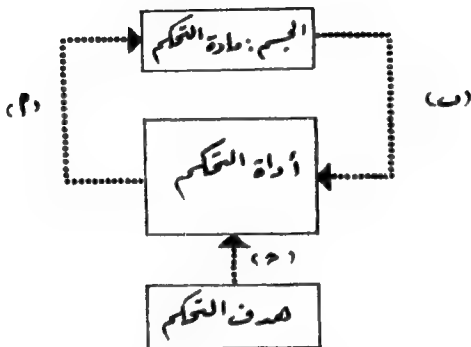 الجسم : مادة التحكم
(م)
(ب)
أداة التحكم
(ح)
هدف التحكم